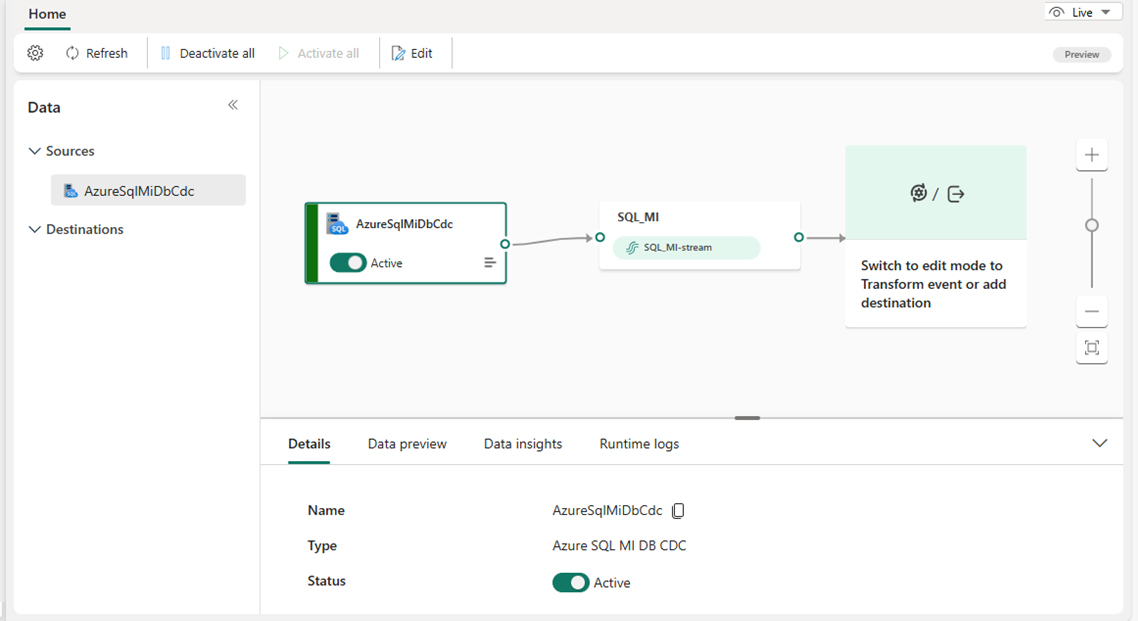 Home
Live
Refresh
Deactivate all
Activate all
Edit
Preview
Data
Sources
AzureSqlMiDbCdc
Destinations
SQL
AzureSqlMiDbCdc
Active
SQL_MI
SQL_MI-stream
/
Switch to edit mode to
Transform event or add
destination
Details
Data preview
Data insights
Runtime logs
Name
AzureSqlMiDbCdc
Type
Azure SQL MI DB CDC
Status
Active